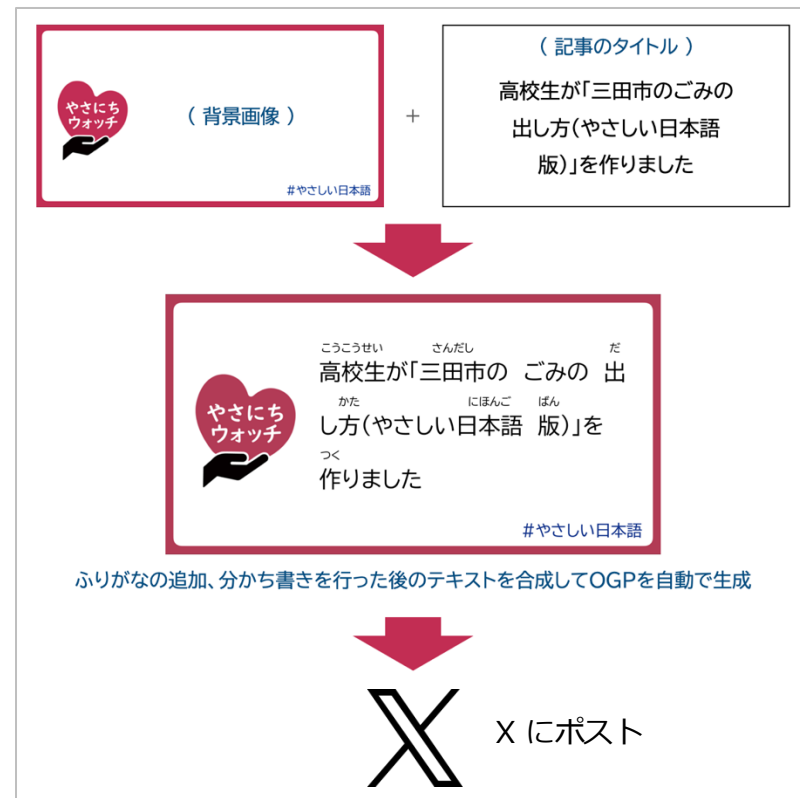 やさにち
ウォッチ
( 背景画像 )
#やさしい日本語
+
( 記事のタイトル )
高校生が「三田市のごみの
出し方(やさしい日本語
版)」を作りました
こうこうせい さんだし だ
高校生が「三田市の ごみの 出
かた にほんご ばん
し方(やさしい日本語 版)」を
つく
作りました
やさにち
ウォッチ
#やさしい日本語
ふりがなの追加、分かち書きを行った後のテキストを合成してOGPを自動で生成
X にポスト